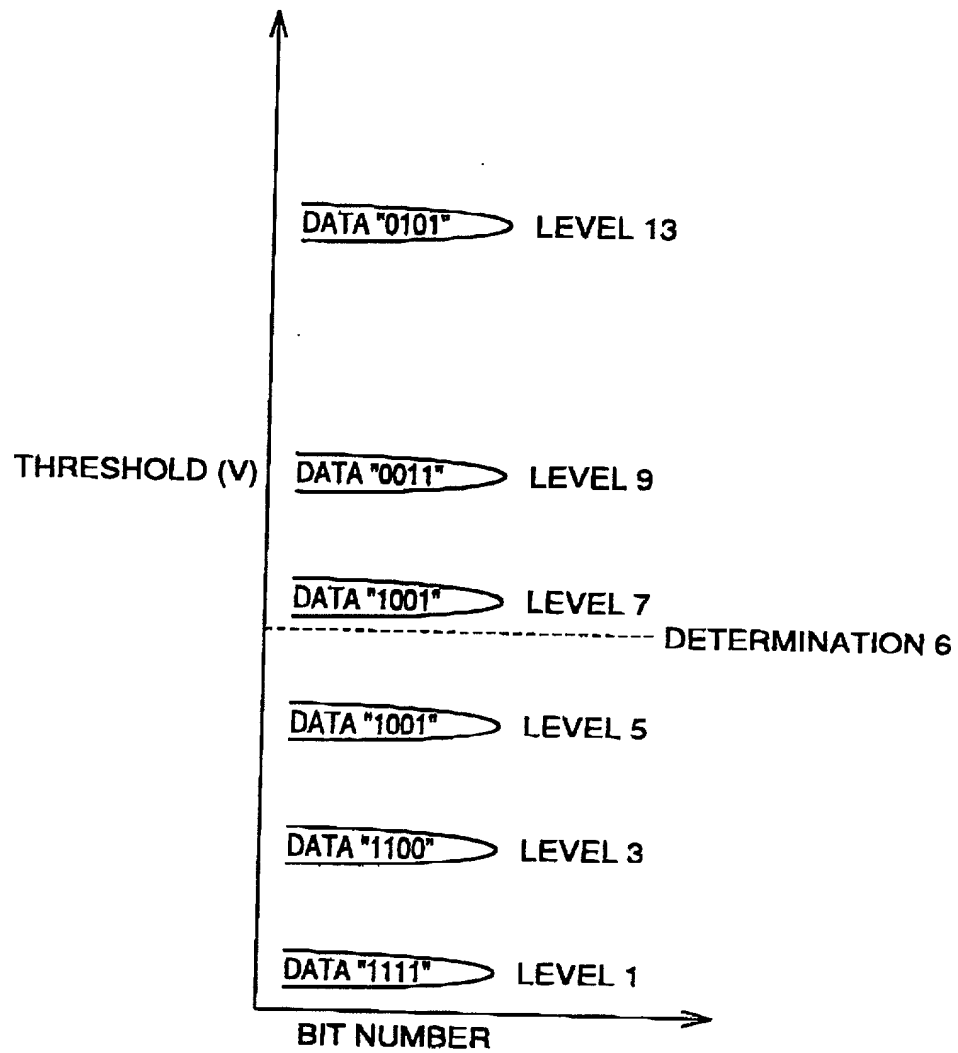 DATA "0101" LEVEL 13
THRESHOLD (V) DATA "0011" LEVEL 9
DATA "1001" LEVEL 7
DETERMINATION 6
DATA "1001" LEVEL 5
DATA "1100" LEVEL 3
DATA "1111" LEVEL 1
BIT NUMBER